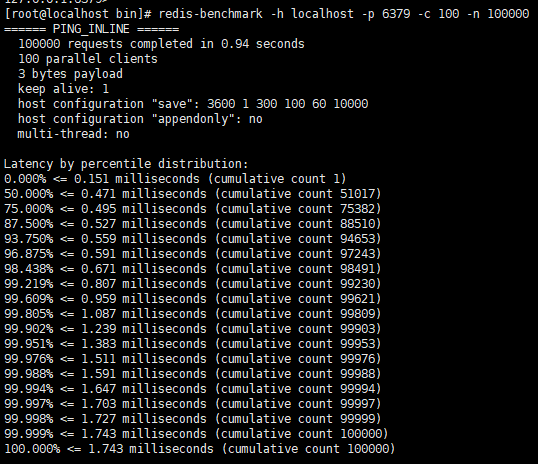 127.0.0.1:6379>
[root@localhost bin]# redis-benchmark -h localhost -p 6379 -c 100 -n 100000
====== PING_INLINE ======
100000 requests completed in 0.94 seconds
100 parallel clients
3 bytes payload
keep alive: 1
host configuration "save": 3600 1 300 100 60 10000
host configuration "appendonly": no
multi-thread: no
Latency by percentile distribution:
0.000% <= 0.151 milliseconds (cumulative count 1)
50.000% <= 0.471 milliseconds (cumulative count 51017)
75.000% <= 0.495 milliseconds (cumulative count 75382)
87.500% <= 0.527 milliseconds (cumulative count 88510)
93.750% <= 0.559 milliseconds (cumulative count 94653)
96.875% <= 0.591 milliseconds (cumulative count 97243)
98.438% <= 0.671 milliseconds (cumulative count 98491)
99.219% <= 0.807 milliseconds (cumulative count 99230)
99.609% <= 0.959 milliseconds (cumulative count 99621)
99.805% <= 1.087 milliseconds (cumulative count 99809)
99.902% <= 1.239 milliseconds (cumulative count 99903)
99.951% <= 1.383 milliseconds (cumulative count 99953)
99.976% <= 1.511 milliseconds (cumulative count 99976)
99.988% <= 1.591 milliseconds (cumulative count 99988)
99.994% <= 1.647 milliseconds (cumulative count 99994)
99.997% <= 1.703 milliseconds (cumulative count 99997)
99.998% <= 1.727 milliseconds (cumulative count 99999)
99.999% <= 1.743 milliseconds (cumulative count 100000)
100.000% <= 1.743 milliseconds (cumulative count 100000)